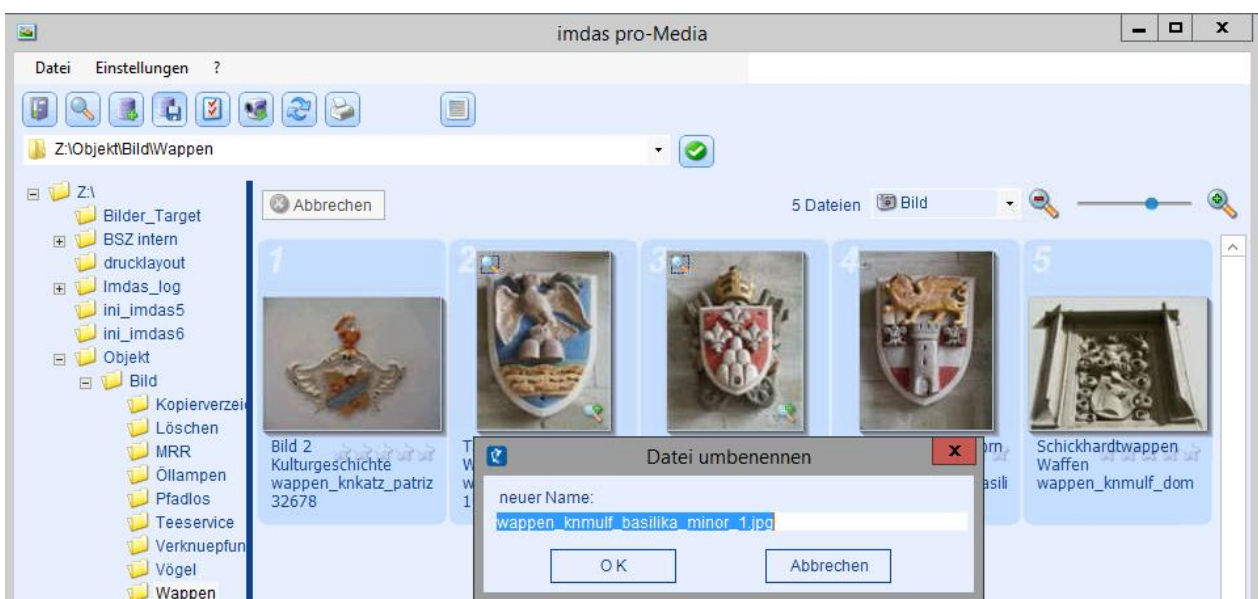 imdas pro-Media
Datei Einstellungen ?
Z:\Objekt\Bild\Wappen
Z:\
Bilder_Target
BSZ intern
drucklayout
Imdas_log
ini_imdas5
ini_imdas6
Objekt
Bild
Kopierverzei
Löschen
MRR
Öllampen
Pfadlos
Teeservice
Verknuepfun
Vögel
Wappen
Abbrechen
5 Dateien Bild
1 2 3 4 5
Bild 2
Kulturgeschichte
wappen_knkatz_patriz
32678
Schickhardtwappen
Waffen
wappen_knmulf_dom
Datei umbenennen
neuer Name:
wappen_knmulf_basilika_minor_1.jpg
OK Abbrechen